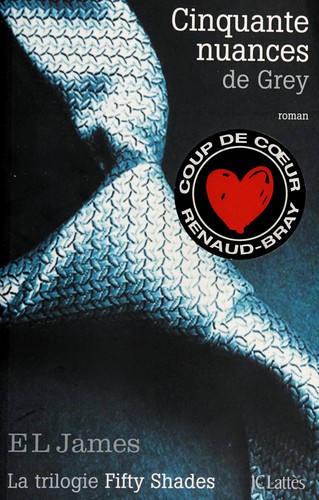 Cinquante
nuances
de Grey
roman
COUP DE CŒUR
RENAUD-BRAY
E L James
La trilogie Fifty Shades
JC Lattès